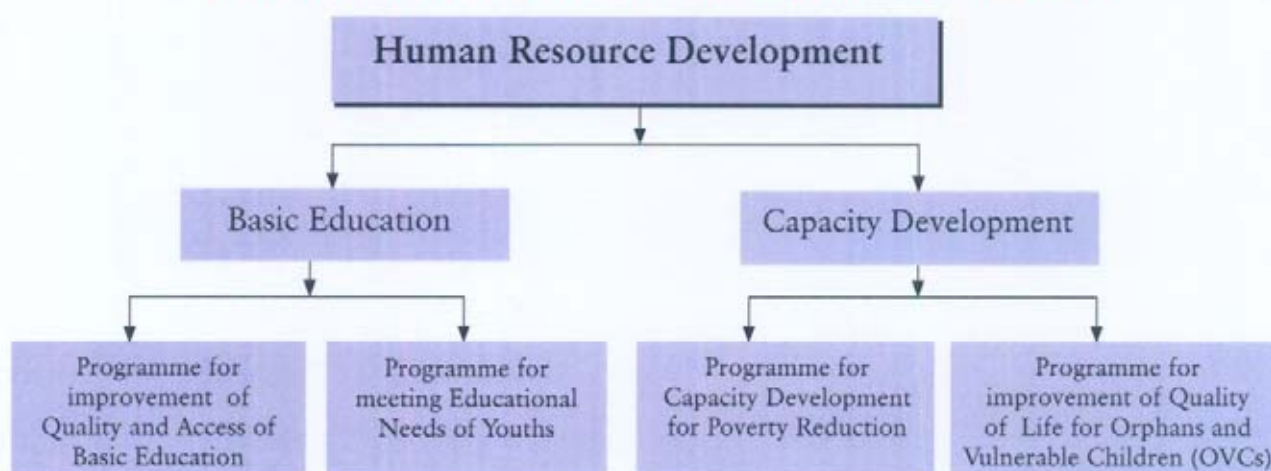 Human Resource Development
Basic Education
Capacity Development
Programme for
improvement of
Quality and Access of
Basic Education
Programme for
meeting Educational
Needs of Youths
Programme for
Capacity Development
for Poverty Reduction
Programme for
improvement of Quality
of Life for Orphans and
Vulnerable Children (OVCs)